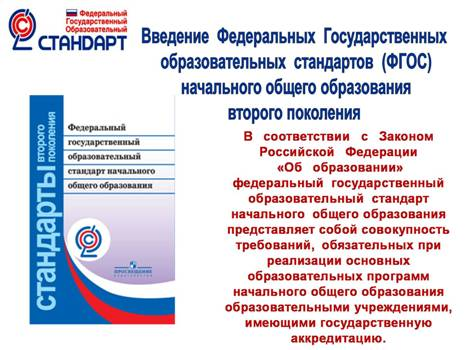 Федеральный
Государственный
Образовательный
СТАНДАРТ
Введение Федеральных Государственных
образовательных стандартов (ФГОС)
начального общего образования
второго поколения
стандарты
второго
поколения
Федеральный
государственный
образовательный
стандарт начального
общего образования
ПРОСВЕЩЕНИЕ
В соответствии с Законом
Российской Федерации
«Об образовании»
федеральный государственный
образовательный стандарт
начального общего образования
представляет собой совокупность
требований, обязательных при
реализации основных
образовательных программ
начального общего образования
образовательными учреждениями,
имеющими государственную
аккредитацию.